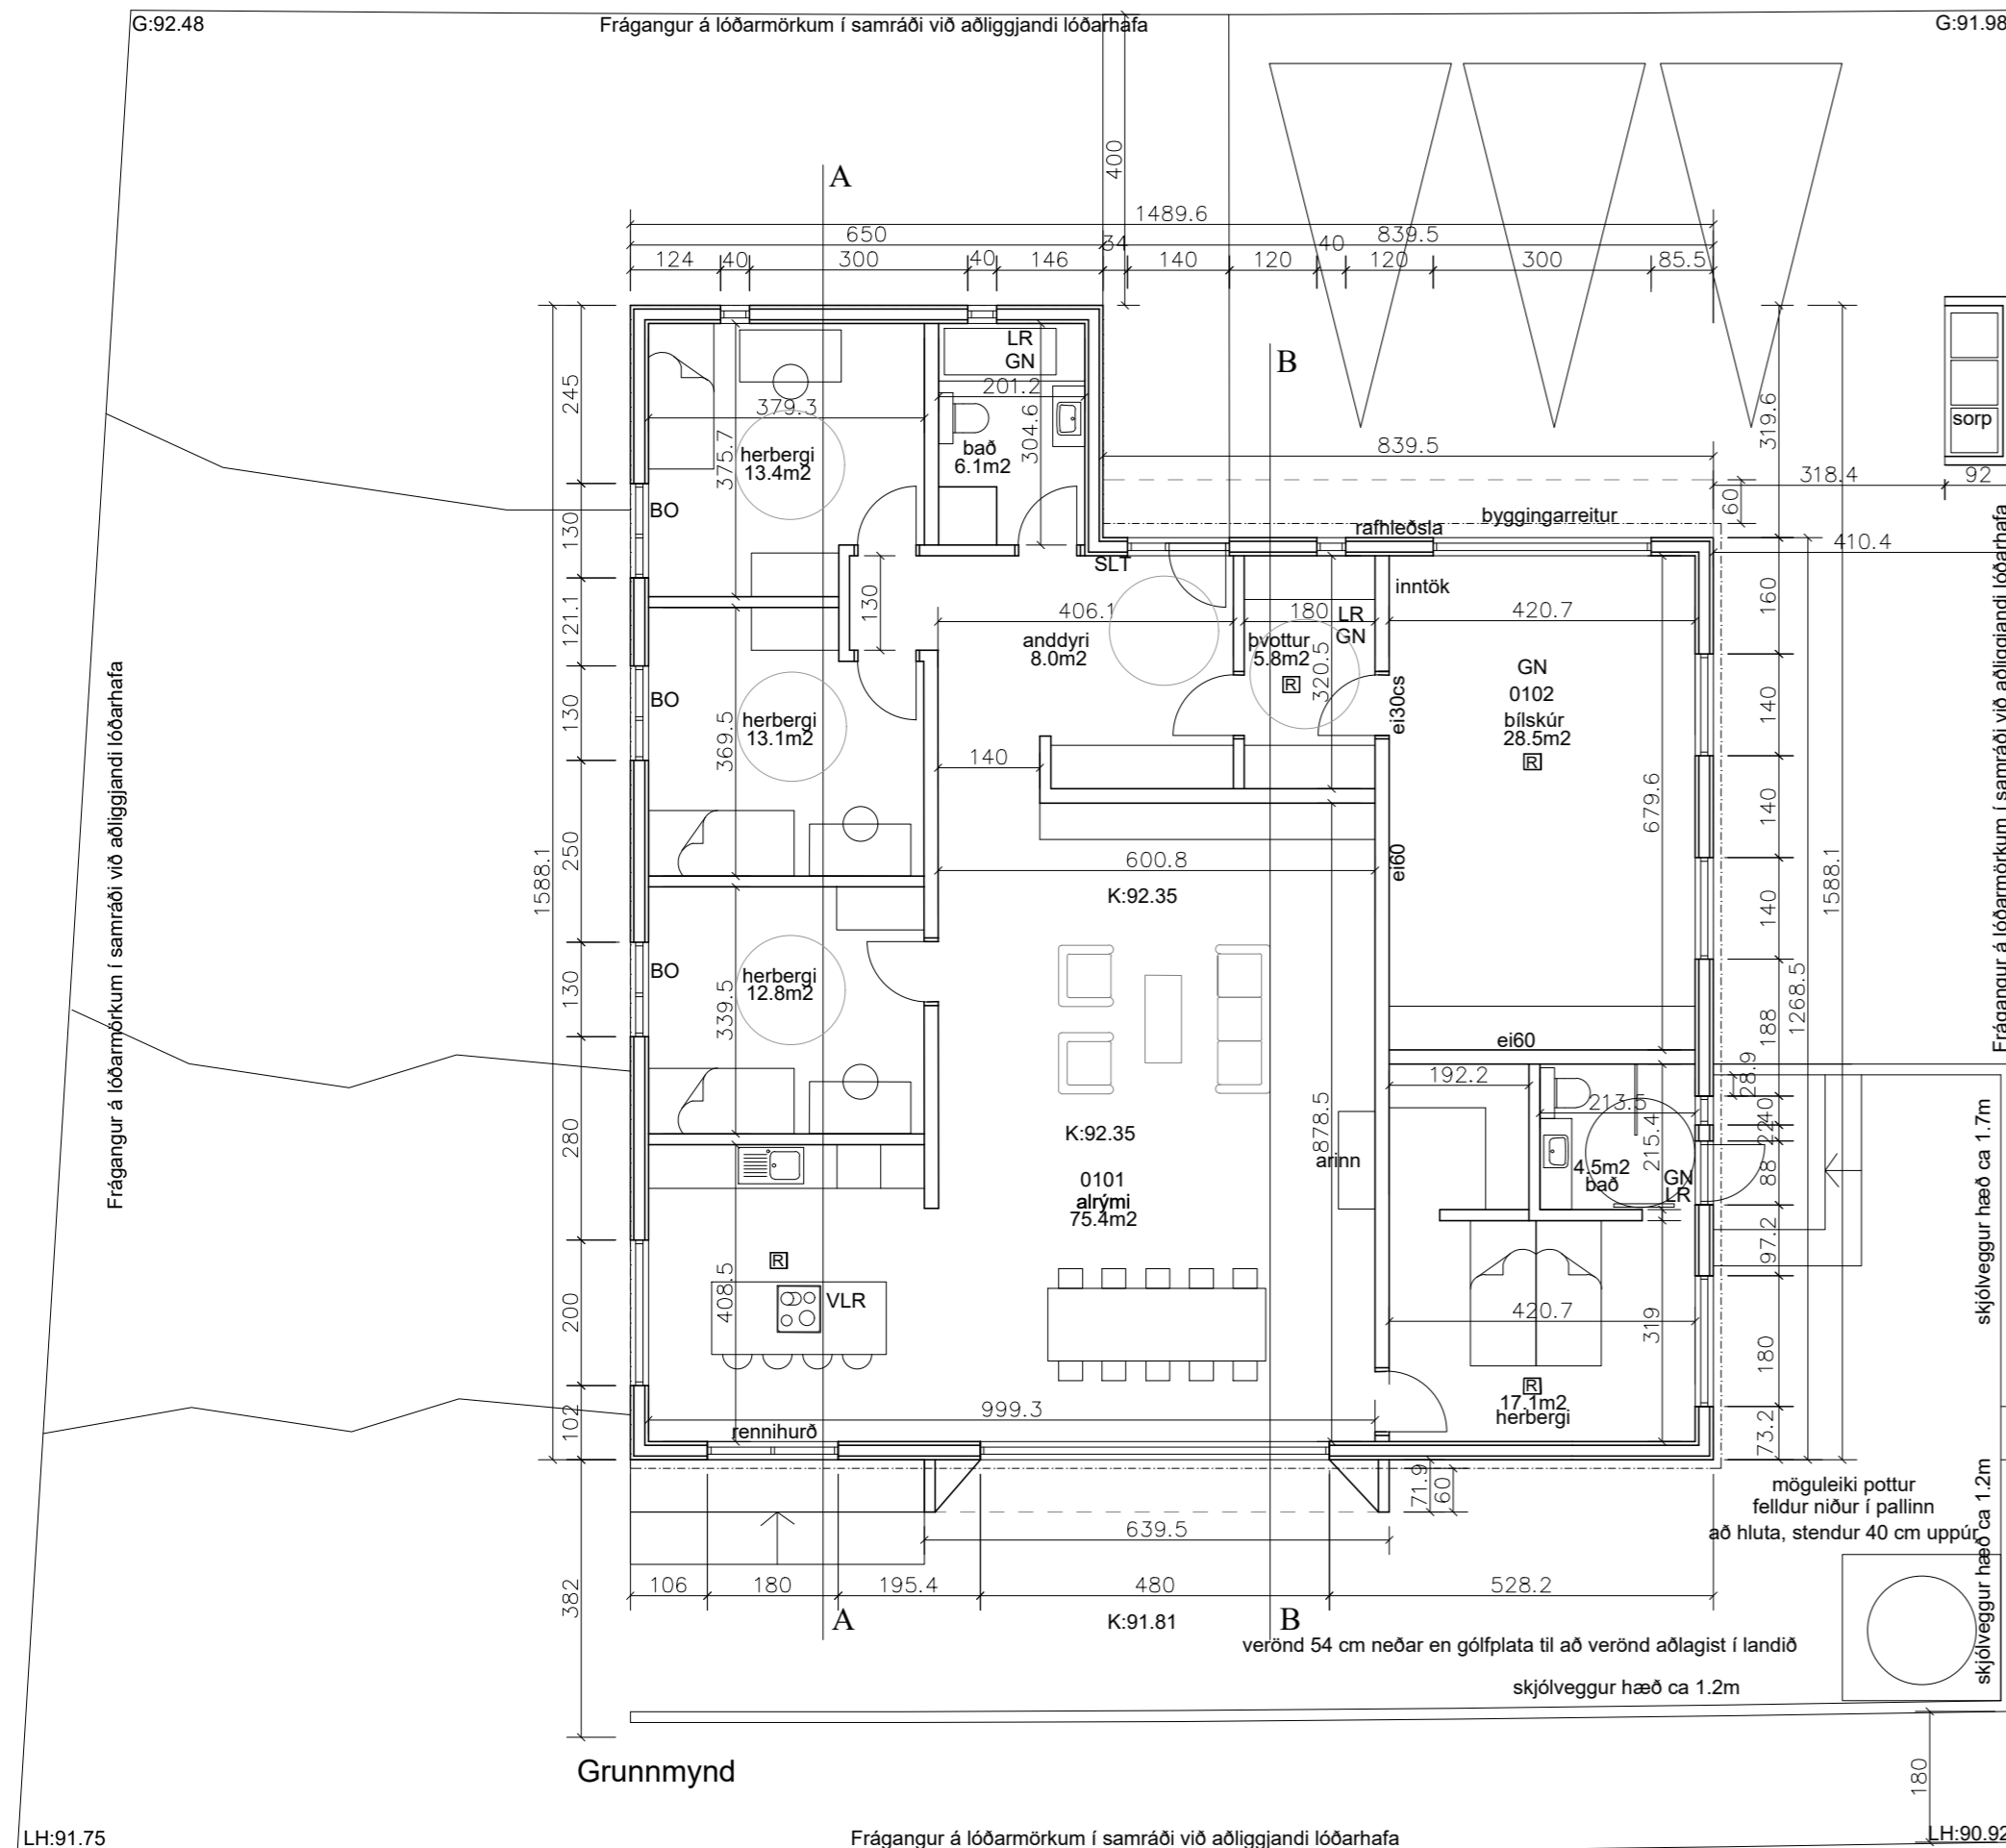 G:92.48
Frágangur á lóðarmörkum í samráði við aðliggjandi lóðarhafa
G:91.98
400
A
1489.6
650
34
839.5
124
40
300
40
146
140
120
40
120
300
85.5
B
LR
GN
201.2
304.6
bað
6.1m2
379.3
375.7
herbergi
13.4m2
245
130
121.1
130
250
130
280
200
102
1588.1
382
BO
BO
BO
839.5
319.6
318.4
60
sorp
92
410.4
rafhleðsla
byggingarreitur
SLT
inntök
130
406.1
180
LR
GN
420.7
anddyri
8.0m2
þvottur
5.8m2
R
320.5
ei30cs
GN
0102
bílskúr
28.5m2
R
679.6
140
herbergi
13.1m2
369.5
600.8
ei60
K:92.35
herbergi
12.8m2
339.5
ei60
192.2
213.5
215.4
K:92.35
878.5
arinn
0101
alrými
75.4m2
4.5m2
bað
GN
LR
R
VLR
408.5
420.7
319
R
17.1m2
herbergi
999.3
rennihurð
160
140
140
140
188
28.9
40
22
88
97.2
180
73.2
1268.5
1588.1
71.9
60
639.5
106
180
195.4
480
528.2
A
K:91.81
B
möguleiki pottur
felldur niður í pallinn
að hluta, stendur 40 cm uppúr
verönd 54 cm neðar en gólfplata til að verönd aðlagist í landið
skjólveggur hæð ca 1.2m
skjólveggur hæð ca 1.7m
skjólveggur hæð ca 1.2m
Frágangur á lóðarmörkum í samráði við aðliggjandi lóðarhafa
Frágangur á lóðarmörkum í samráði við aðliggjandi lóðarhafa
180
Grunnmynd
LH:91.75
Frágangur á lóðarmörkum í samráði við aðliggjandi lóðarhafa
LH:90.92